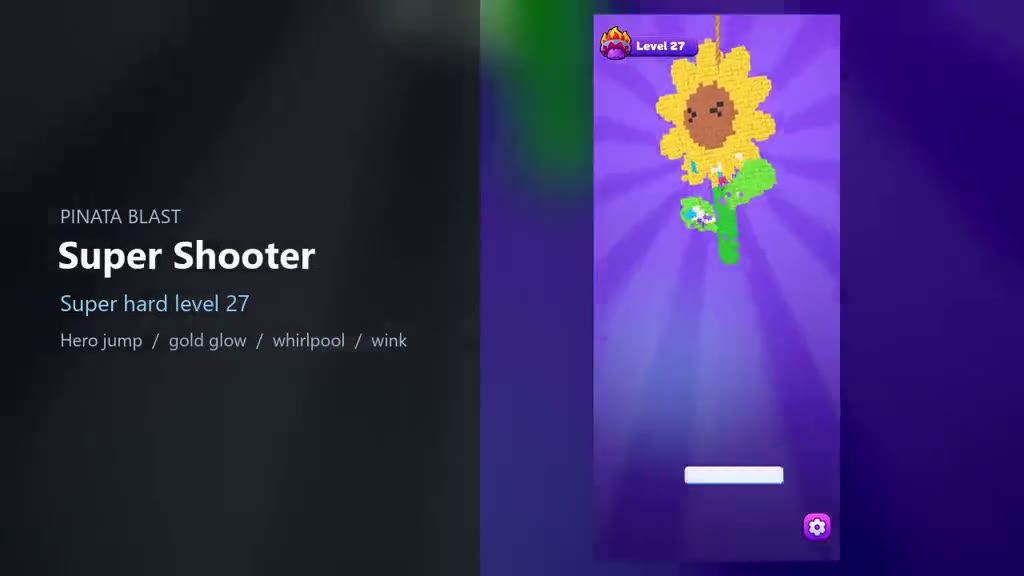 PINATA BLAST
Super Shooter
Super hard level 27
Hero jump / gold glow / whirlpool / wink
Level 27